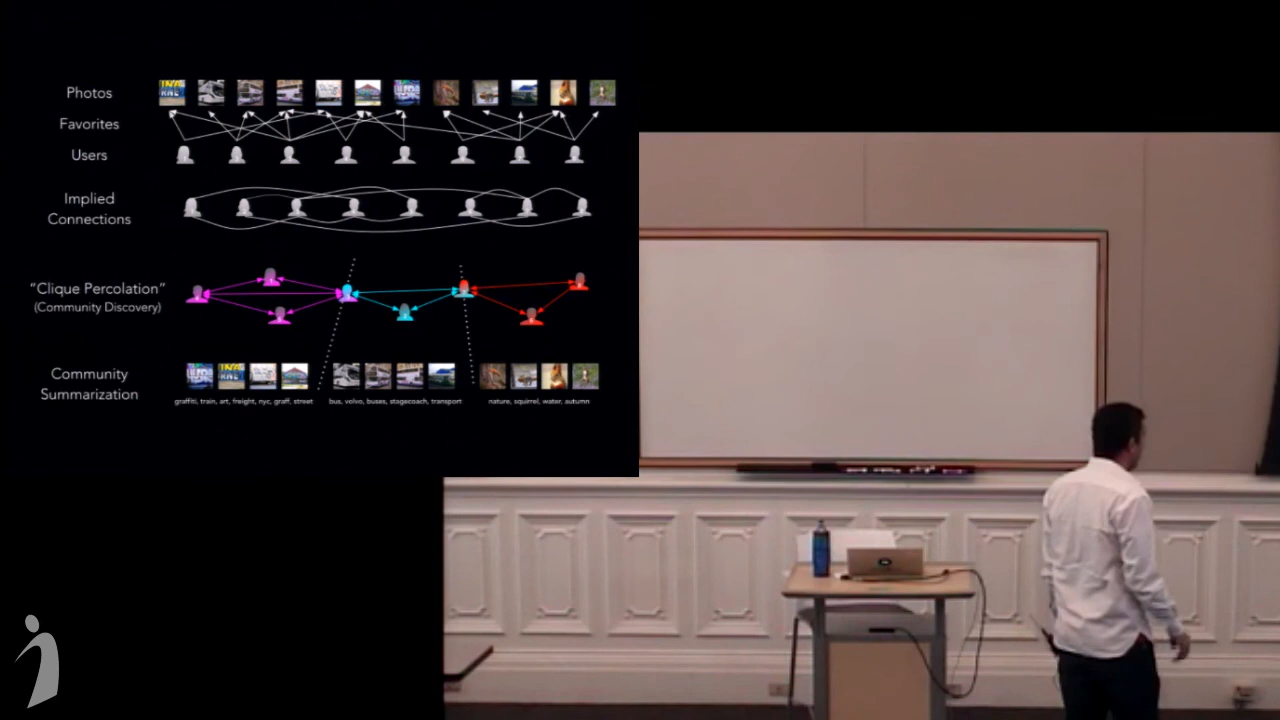 Photos
Favorites
Users
Implied
Connections
"Clique Percolation"
(Community Discovery)
Community
Summarization
graffiti, train, art, freight, nyc, graff, street
bus, volvo, buses, stagecoach, transport
nature, squirrel, water, autumn